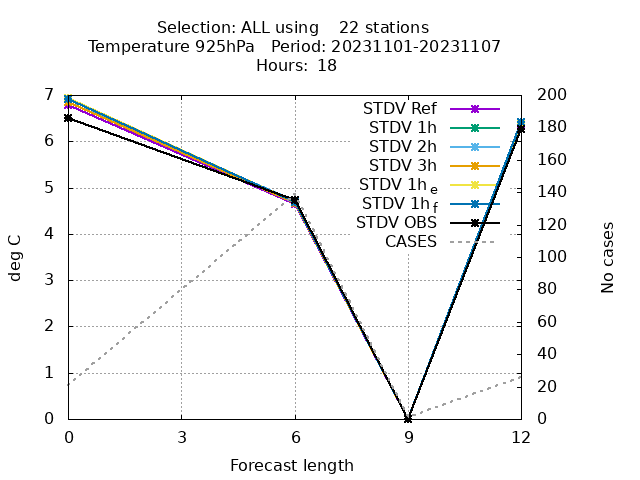 Selection: ALL using    22 stations
Temperature 925hPa   Period: 20231101-20231107
Hours: 18
7
6
5
4
3
2
1
0
deg C
200
180
160
140
120
100
80
60
40
20
0
No cases
STDV Ref
STDV 1h
STDV 2h
STDV 3h
STDV 1h e
STDV 1h f
STDV OBS
CASES
0 3 6 9 12
Forecast length